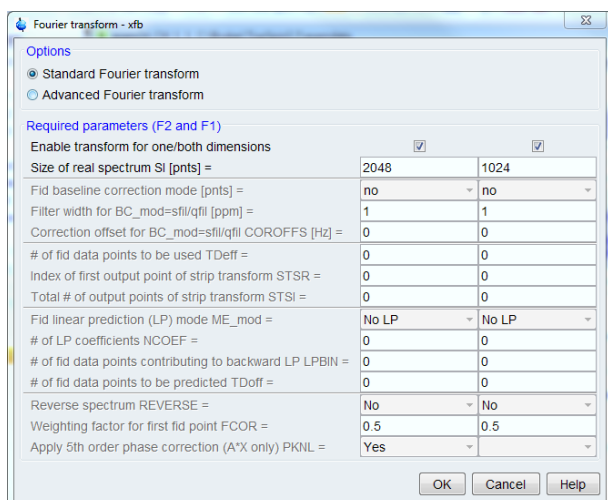 Fourier transform - xfb
Options
Standard Fourier transform
Advanced Fourier transform
Required parameters (F2 and F1)
Enable transform for one/both dimensions
Size of real spectrum SI [pnts] = 2048 1024
Fid baseline correction mode [pnts] = no no
Filter width for BC_mod=sfil/qfil [ppm] = 1 1
Correction offset for BC_mod=sfil/qfil COROFFS [Hz] = 0 0
# of fid data points to be used TDeff = 0 0
Index of first output point of strip transform STSR = 0 0
Total # of output points of strip transform STSI = 0 0
Fid linear prediction (LP) mode ME_mod = No LP No LP
# of LP coefficients NCOEF = 0 0
# of fid data points contributing to backward LP LPBIN = 0 0
# of fid data points to be predicted TDoff = 0 0
Reverse spectrum REVERSE = No No
Weighting factor for first fid point FCOR = 0.5 0.5
Apply 5th order phase correction (A*X only) PKNL = Yes
OK Cancel Help